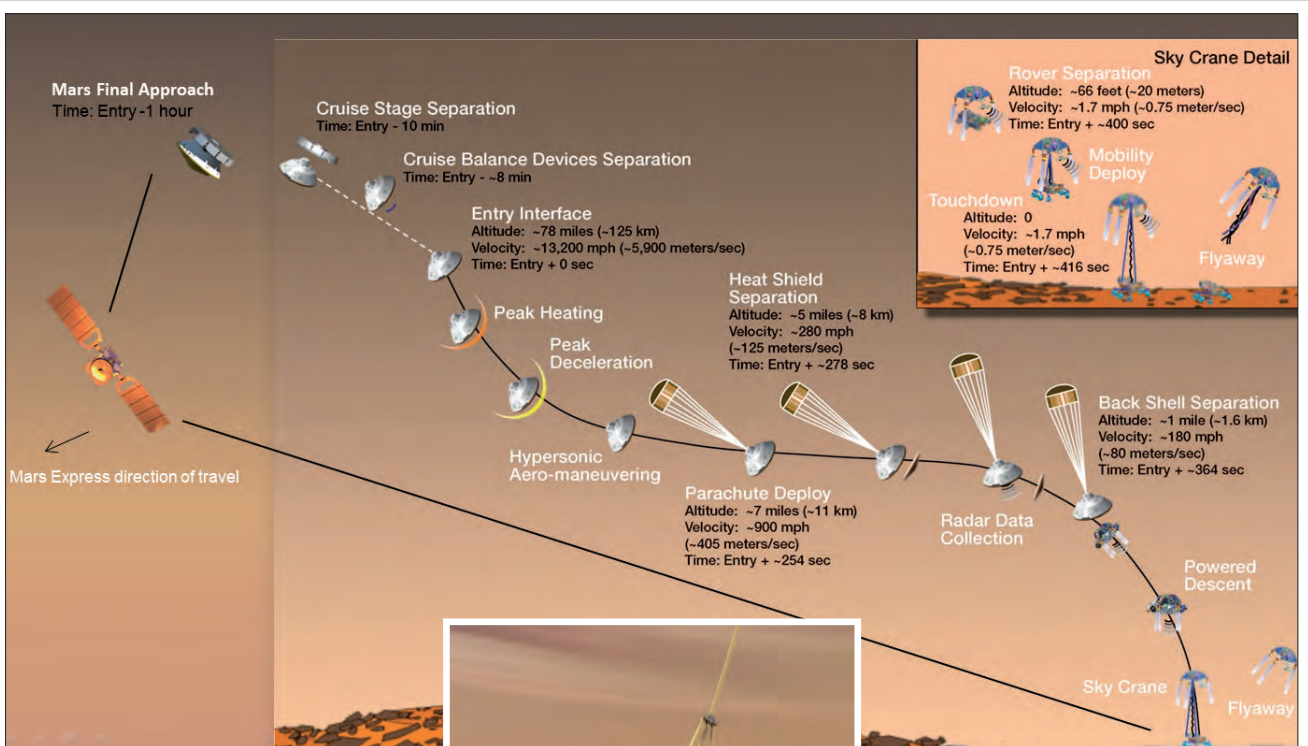 Mars Final Approach
Time: Entry -1 hour
Cruise Stage Separation
Time: Entry - 10 min
Cruise Balance Devices Separation
Time: Entry - ~8 min
Entry Interface
Altitude: ~78 miles (~125 km)
Velocity: ~13,200 mph (~5,900 meters/sec)
Time: Entry + 0 sec
Peak Heating
Peak
Deceleration
Hypersonic
Aero-maneuvering
Parachute Deploy
Altitude: ~7 miles (~11 km)
Velocity: ~900 mph
(~405 meters/sec)
Time: Entry + ~254 sec
Heat Shield
Separation
Altitude: ~5 miles (~8 km)
Velocity: ~280 mph
(~125 meters/sec)
Time: Entry + ~278 sec
Radar Data
Collection
Back Shell Separation
Altitude: ~1 mile (~1.6 km)
Velocity: ~180 mph
(~80 meters/sec)
Time: Entry + ~364 sec
Powered
Descent
Sky Crane
Flyaway
Mars Express direction of travel
Sky Crane Detail
Rover Separation
Altitude: ~66 feet (~20 meters)
Velocity: ~1.7 mph (~0.75 meter/sec)
Time: Entry + ~400 sec
Mobility
Deploy
Touchdown
Altitude: 0
Velocity: ~1.7 mph
(~0.75 meter/sec)
Time: Entry + ~416 sec
Flyaway